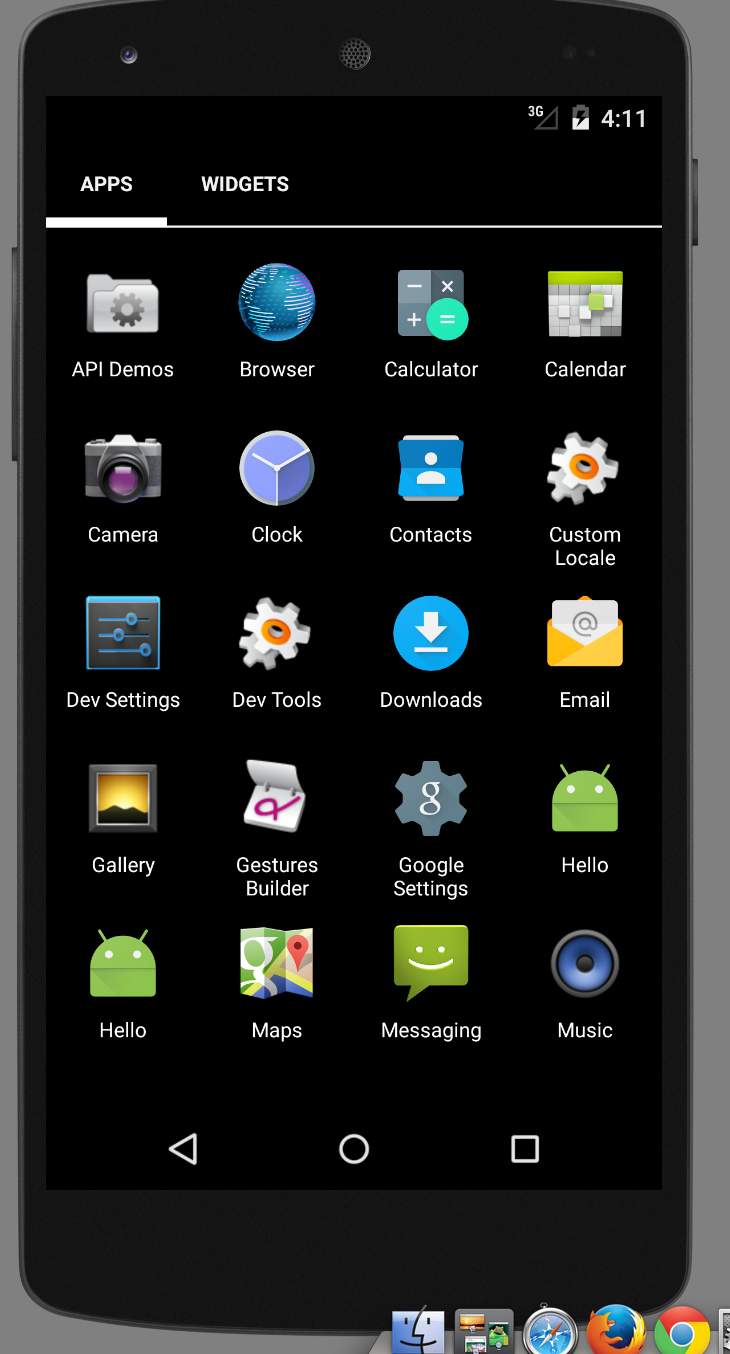 3G 4:11
APPS WIDGETS
API Demos Browser Calculator Calendar
Camera Clock Contacts Custom
Locale
Dev Settings Dev Tools Downloads Email
Gallery Gestures Google Hello
Builder Settings
Hello Maps Messaging Music